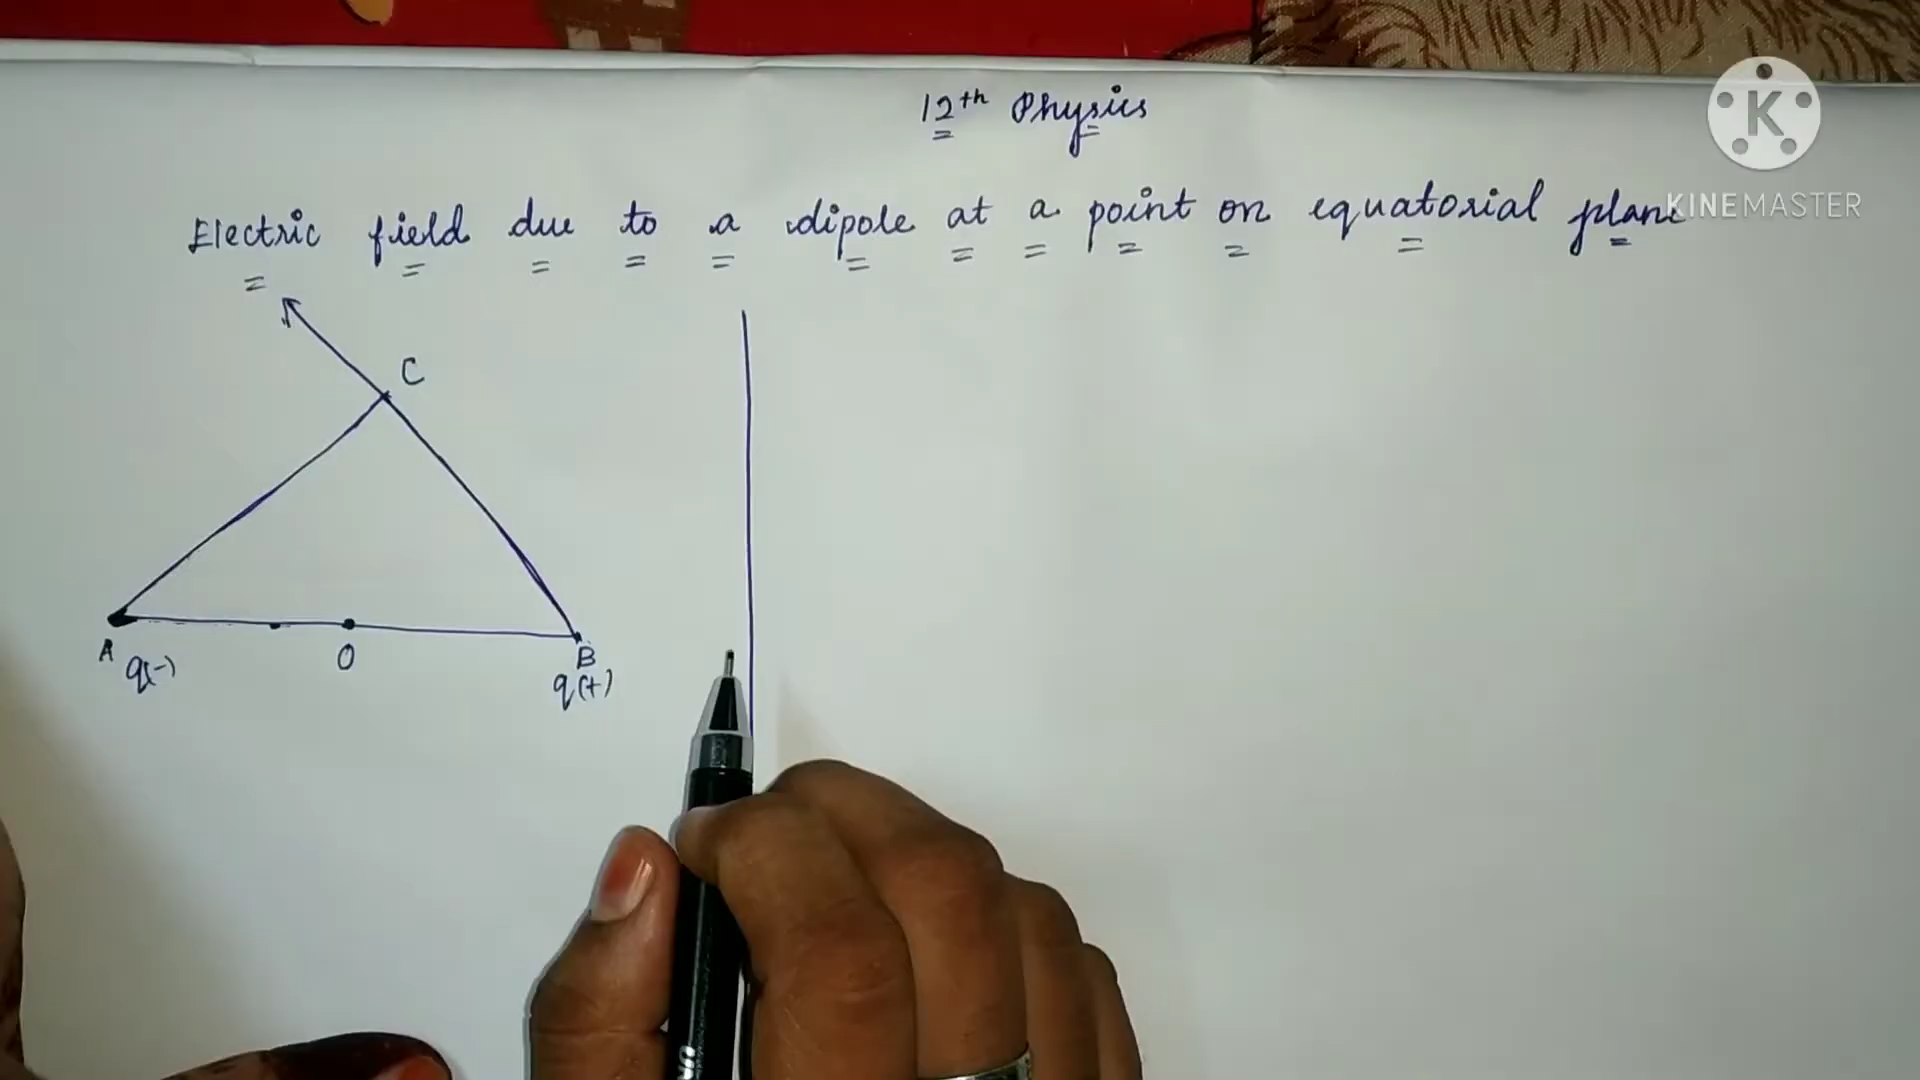 12th Physics
Electric field due to a dipole at a point on equatorial plane
K
KINEMASTER
C
A
O
B
q(-)
q(+)